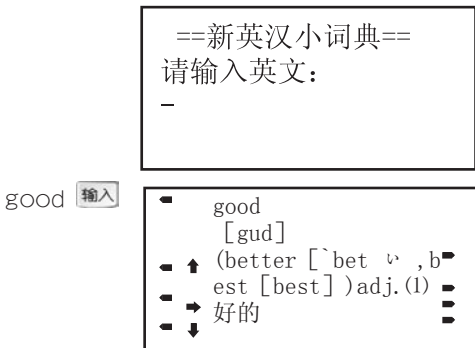 ==新英汉小词典==
请输入英文：
_
good 输入
good
[gud]
(better [`bet ぃ ,b
est [best] )adj.(1)
好的